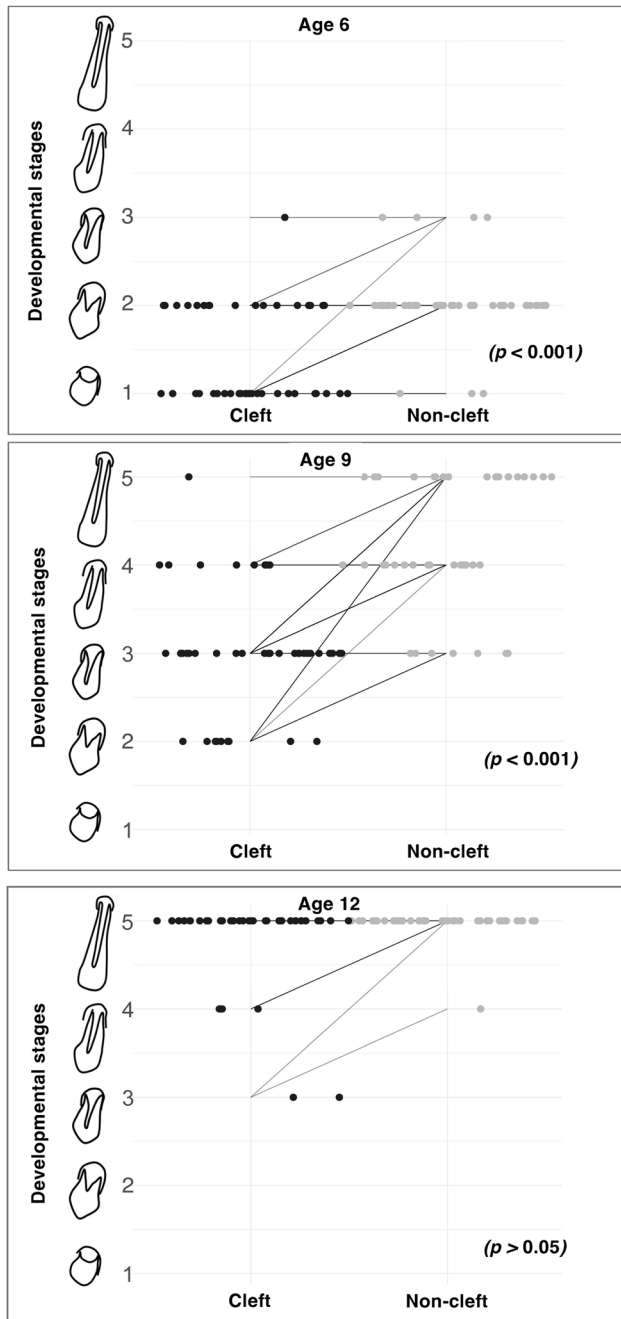 Age 6
Developmental stages
5
4
3
2
1
(p < 0.001)
Cleft Non-cleft
Age 9
Developmental stages
5
4
3
2
1
(p < 0.001)
Cleft Non-cleft
Age 12
Developmental stages
5
4
3
2
1
(p > 0.05)
Cleft Non-cleft